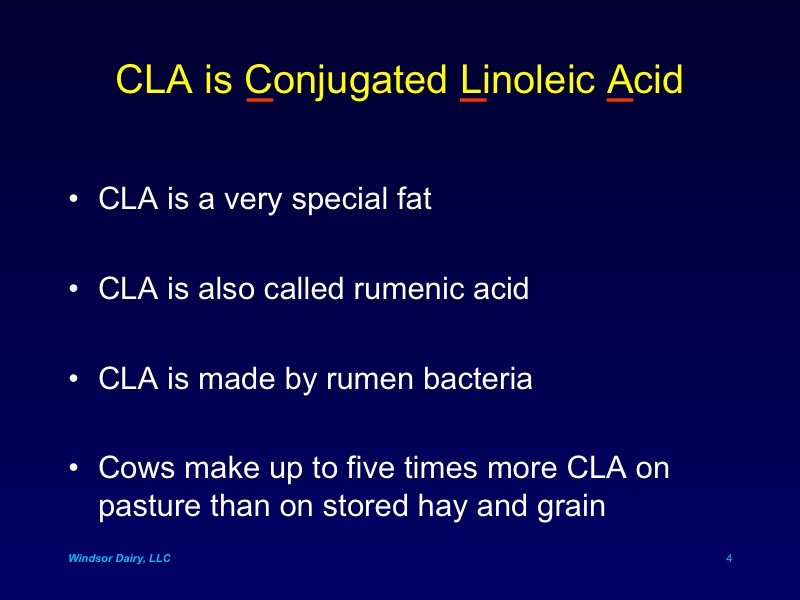 CLA is Conjugated Linoleic Acid
• CLA is a very special fat
• CLA is also called rumenic acid
• CLA is made by rumen bacteria
• Cows make up to five times more CLA on
pasture than on stored hay and grain
Windsor Dairy, LLC
4